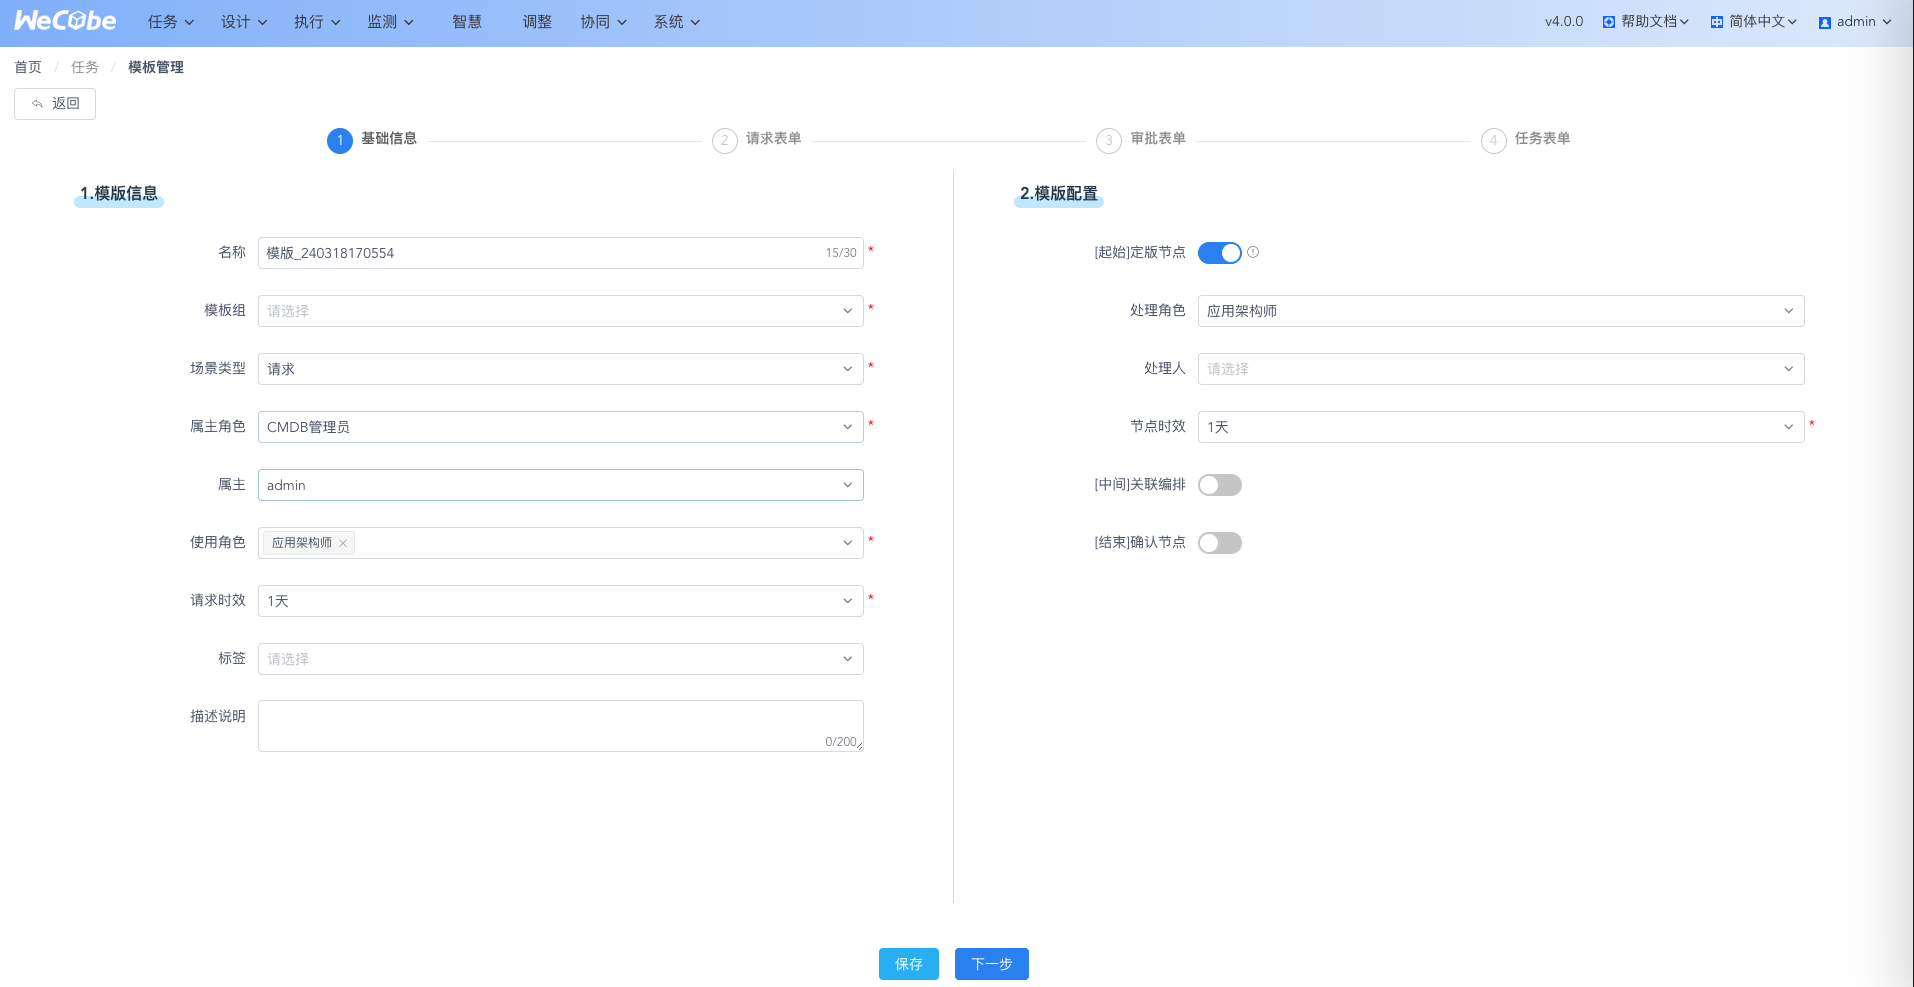 WeCube 任务 设计 执行 监测 智慧 调整 协同 系统 v4.0.0 帮助文档 简体中文 admin
首页 / 任务 / 模板管理
返回
1 基础信息 2 请求表单 3 审批表单 4 任务表单
1.模版信息
名称 模版_240318170554 15/30 *
模板组 请选择 *
场景类型 请求 *
属主角色 CMDB管理员 *
属主 admin
使用角色 应用架构师 *
请求时效 1天 *
标签 请选择
描述说明 0/200
2.模版配置
[起始]定版节点
处理角色 应用架构师
处理人 请选择
节点时效 1天 *
[中间]关联编排
[结束]确认节点
保存 下一步